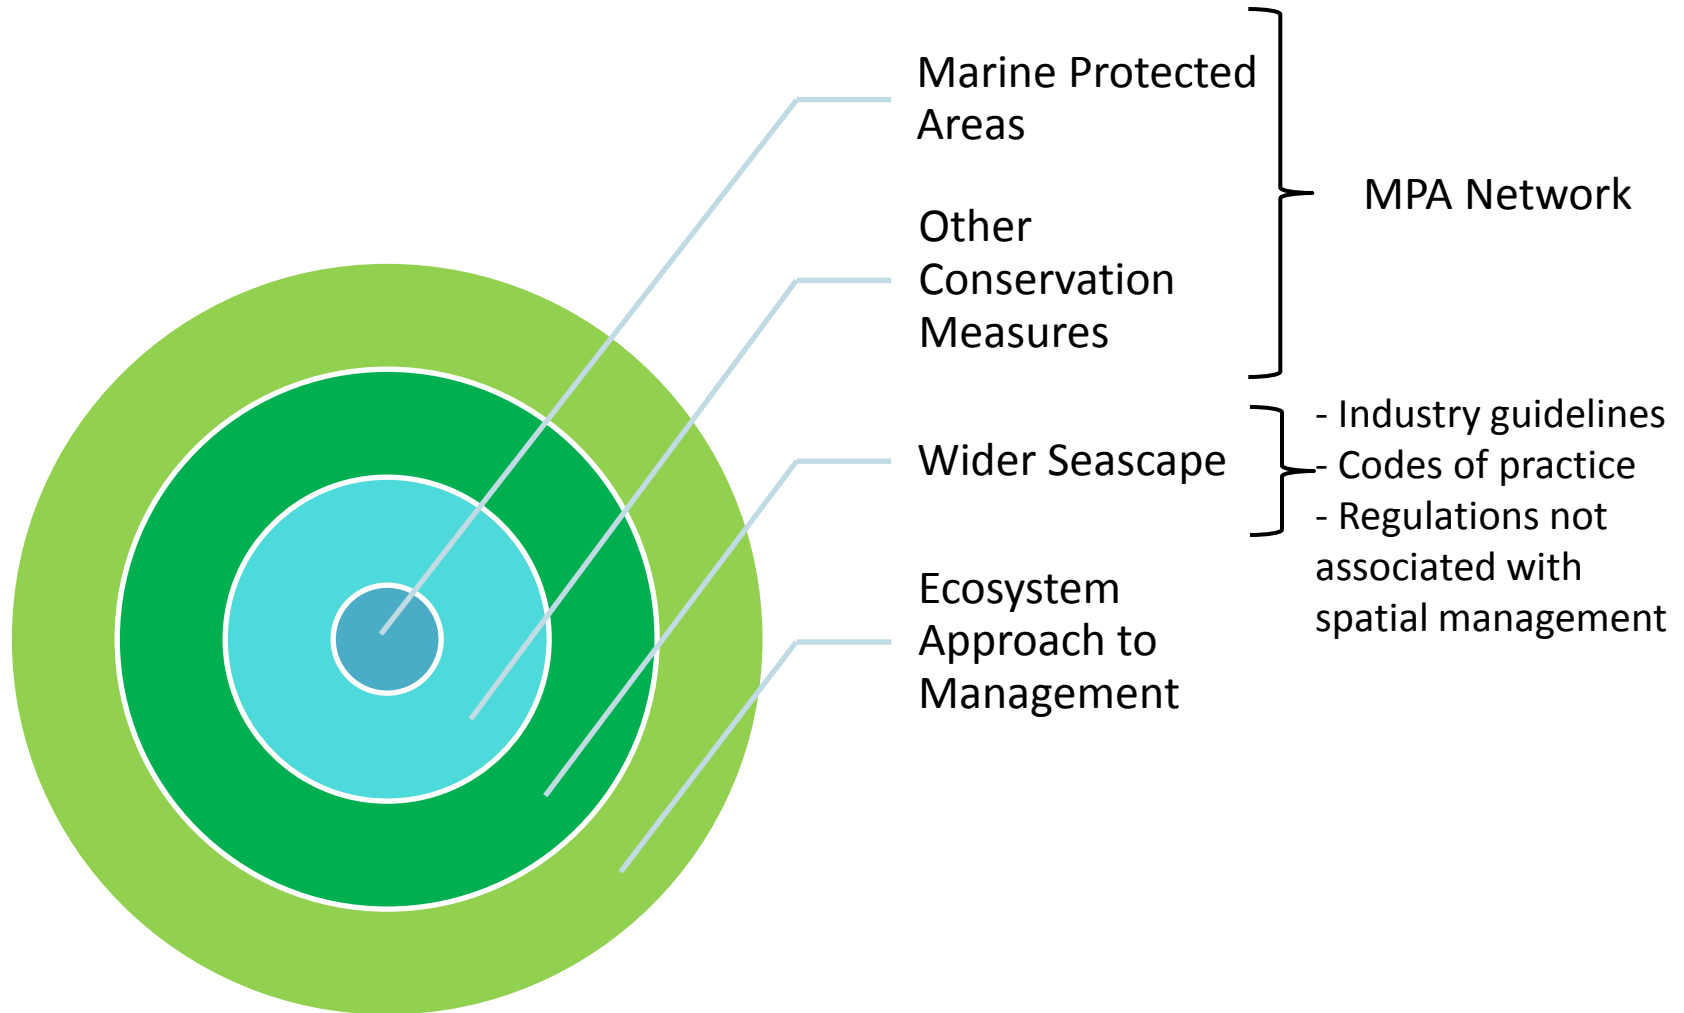 Marine Protected
Areas
Other
Conservation
Measures
MPA Network
Wider Seascape
- Industry guidelines
- Codes of practice
- Regulations not
associated with
spatial management
Ecosystem
Approach to
Management